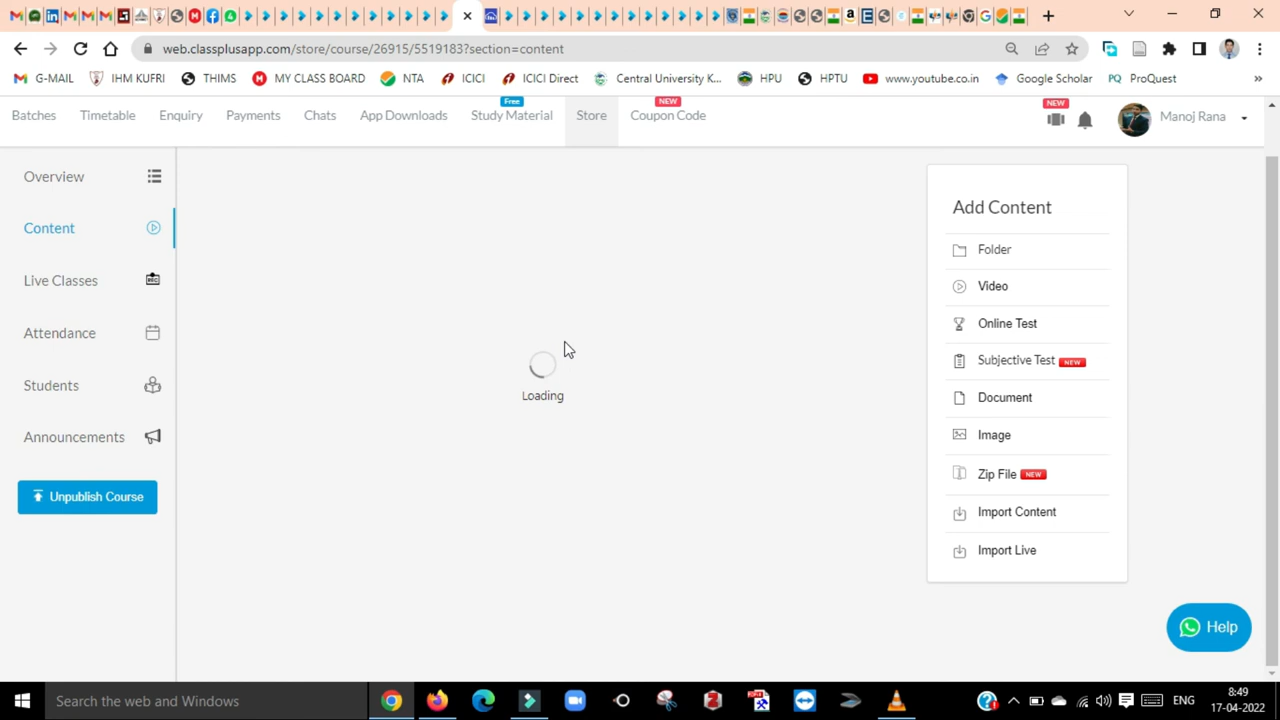 web.classplusapp.com/store/course/26915/5519183?section=content
G-MAIL IHM KUFRI THIMS MY CLASS BOARD NTA ICICI ICICI Direct Central University K... HPU HPTU www.youtube.co.in Google Scholar PQ ProQuest »
Free NEW NEW
Batches Timetable Enquiry Payments Chats App Downloads Study Material Store Coupon Code Manoj Rana
Overview
Content
Live Classes
Attendance
Students
Announcements
Unpublish Course
Loading
Add Content
Folder
Video
Online Test
Subjective Test NEW
Document
Image
Zip File NEW
Import Content
Import Live
Help
Search the web and Windows
ENG
8:49
17-04-2022